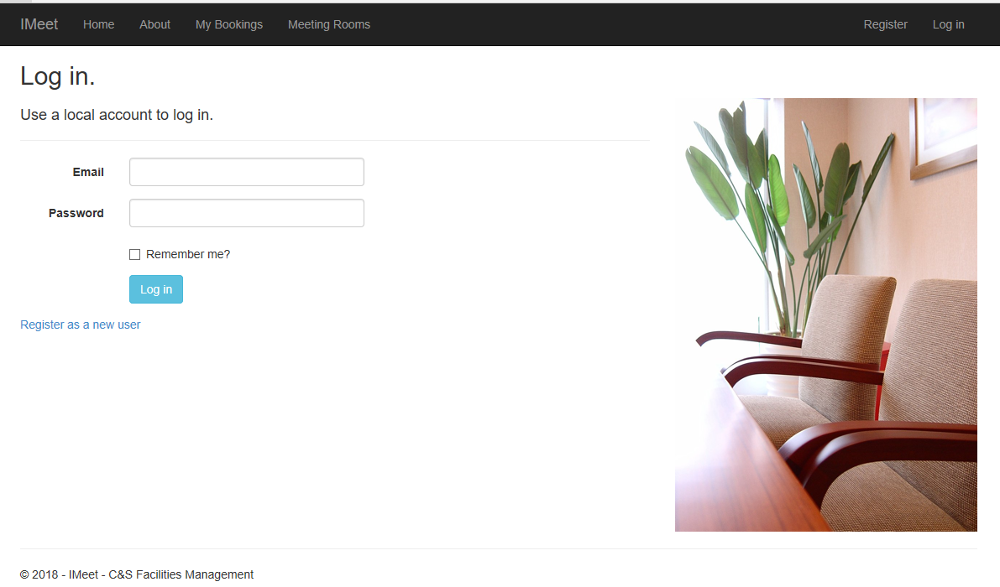 IMeet Home About My Bookings Meeting Rooms Register Log in
Log in.
Use a local account to log in.
Email
Password
Remember me?
Log in
Register as a new user
© 2018 - IMeet - C&S Facilities Management